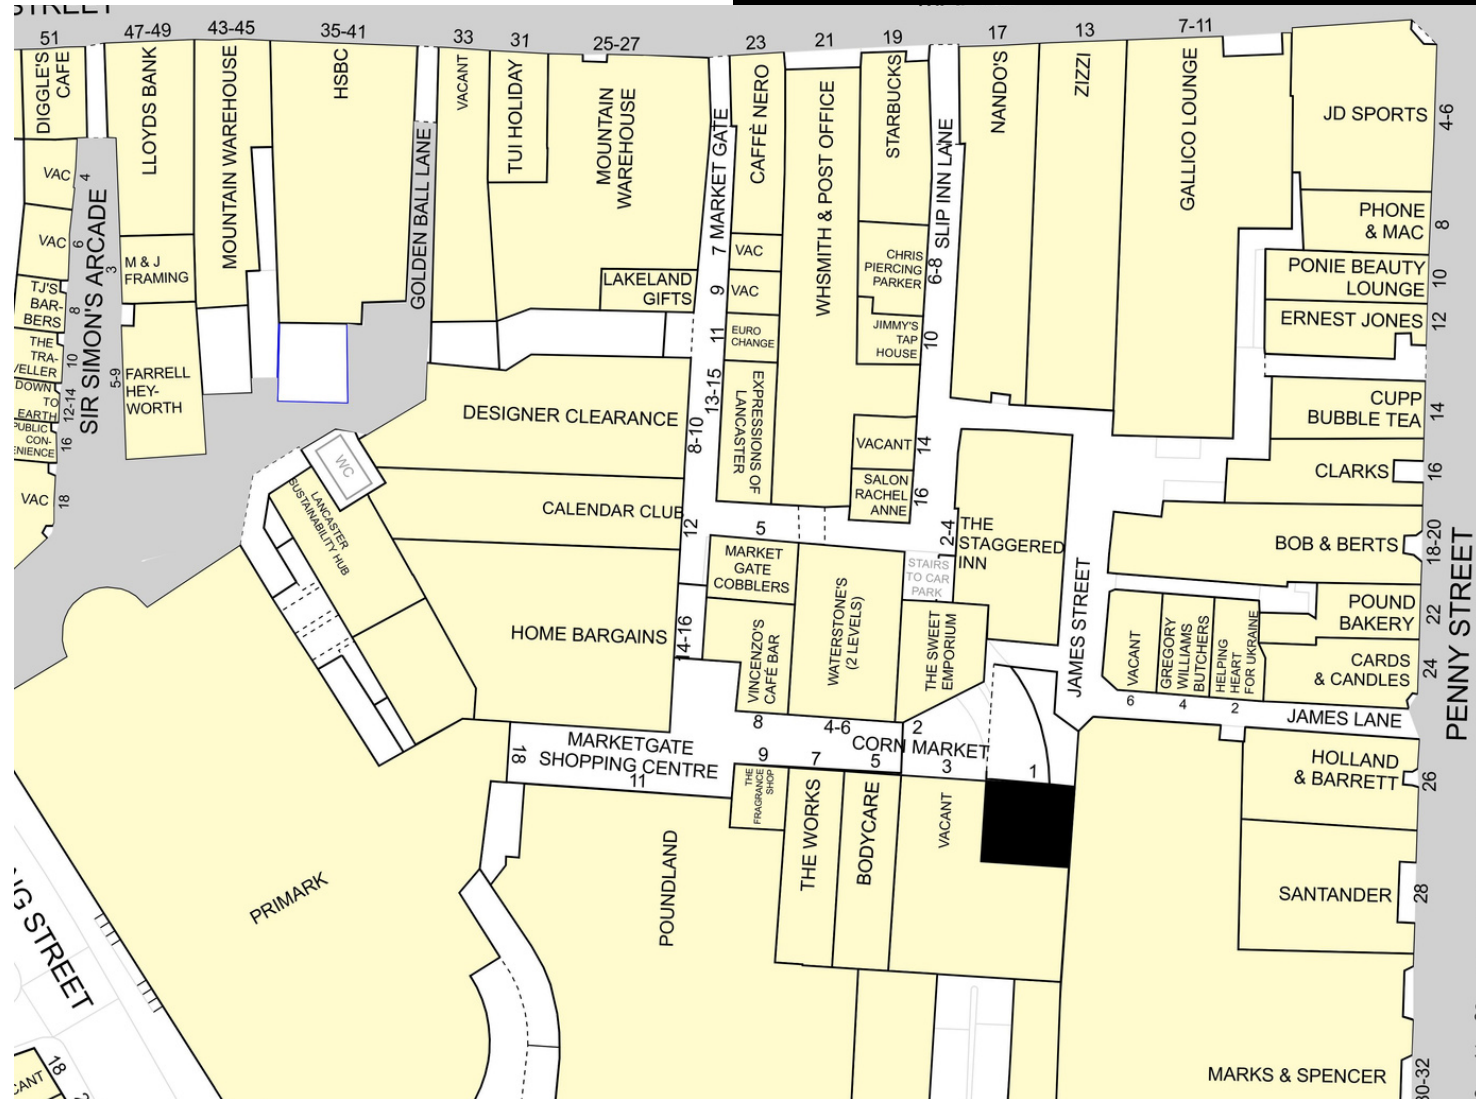 STREET
51
47-49
43-45
35-41
33
31
25-27
23
21
19
17
13
7-11
DIGGLE'S
CAFE
LLOYDS BANK
MOUNTAIN WAREHOUSE
HSBC
VACANT
TUI HOLIDAY
MOUNTAIN
WAREHOUSE
CAFFÈ NERO
WHSMITH & POST OFFICE
STARBUCKS
NANDO'S
ZIZZI
GALLICO LOUNGE
JD SPORTS
4-6
VAC
4
VAC
6
3
M & J
FRAMING
TJ'S
BAR-
BERS
8
THE
TRA-
VELLER
10
DOWN
TO
EARTH
12-14
PUBLIC
CON-
VENIENCE
16
VAC
18
SIR SIMON'S ARCADE
5-9
FARRELL
HEY-
WORTH
GOLDEN BALL LANE
LAKELAND
GIFTS
7 MARKET GATE
VAC
9
VAC
11
EURO
CHANGE
13-15
EXPRESSIONS OF
LANCASTER
CHRIS
PIERCING
PARKER
6-8 SLIP INN LANE
JIMMY'S
TAP
HOUSE
10
VACANT
14
SALON
RACHEL
ANNE
16
PHONE
& MAC
8
PONIE BEAUTY
LOUNGE
10
ERNEST JONES
12
CUPP
BUBBLE TEA
14
CLARKS
16
BOB & BERTS
18-20
POUND
BAKERY
22
CARDS
& CANDLES
24
PENNY STREET
WC
LANCASTER
SUSTAINABILITY HUB
DESIGNER CLEARANCE
8-10
CALENDAR CLUB
12
HOME BARGAINS
14-16
5
MARKET
GATE
COBBLERS
VINCENZO'S
CAFÉ BAR
8
WATERSTONE'S
(2 LEVELS)
4-6
STAIRS
TO CAR
PARK
2-4
THE
STAGGERED
INN
THE SWEET
EMPORIUM
2
JAMES STREET
VACANT
6
GREGORY
WILLIAMS
BUTCHERS
4
HELPING
HEART
FOR UKRAINE
2
JAMES LANE
CORN MARKET
MARKETGATE
SHOPPING CENTRE
18
11
9
7
5
3
1
THE
FRAGRANCE
SHOP
THE WORKS
BODYCARE
VACANT
POUNDLAND
PRIMARK
HOLLAND
& BARRETT
26
SANTANDER
28
MARKS & SPENCER
30-32
NG STREET
18
CANT